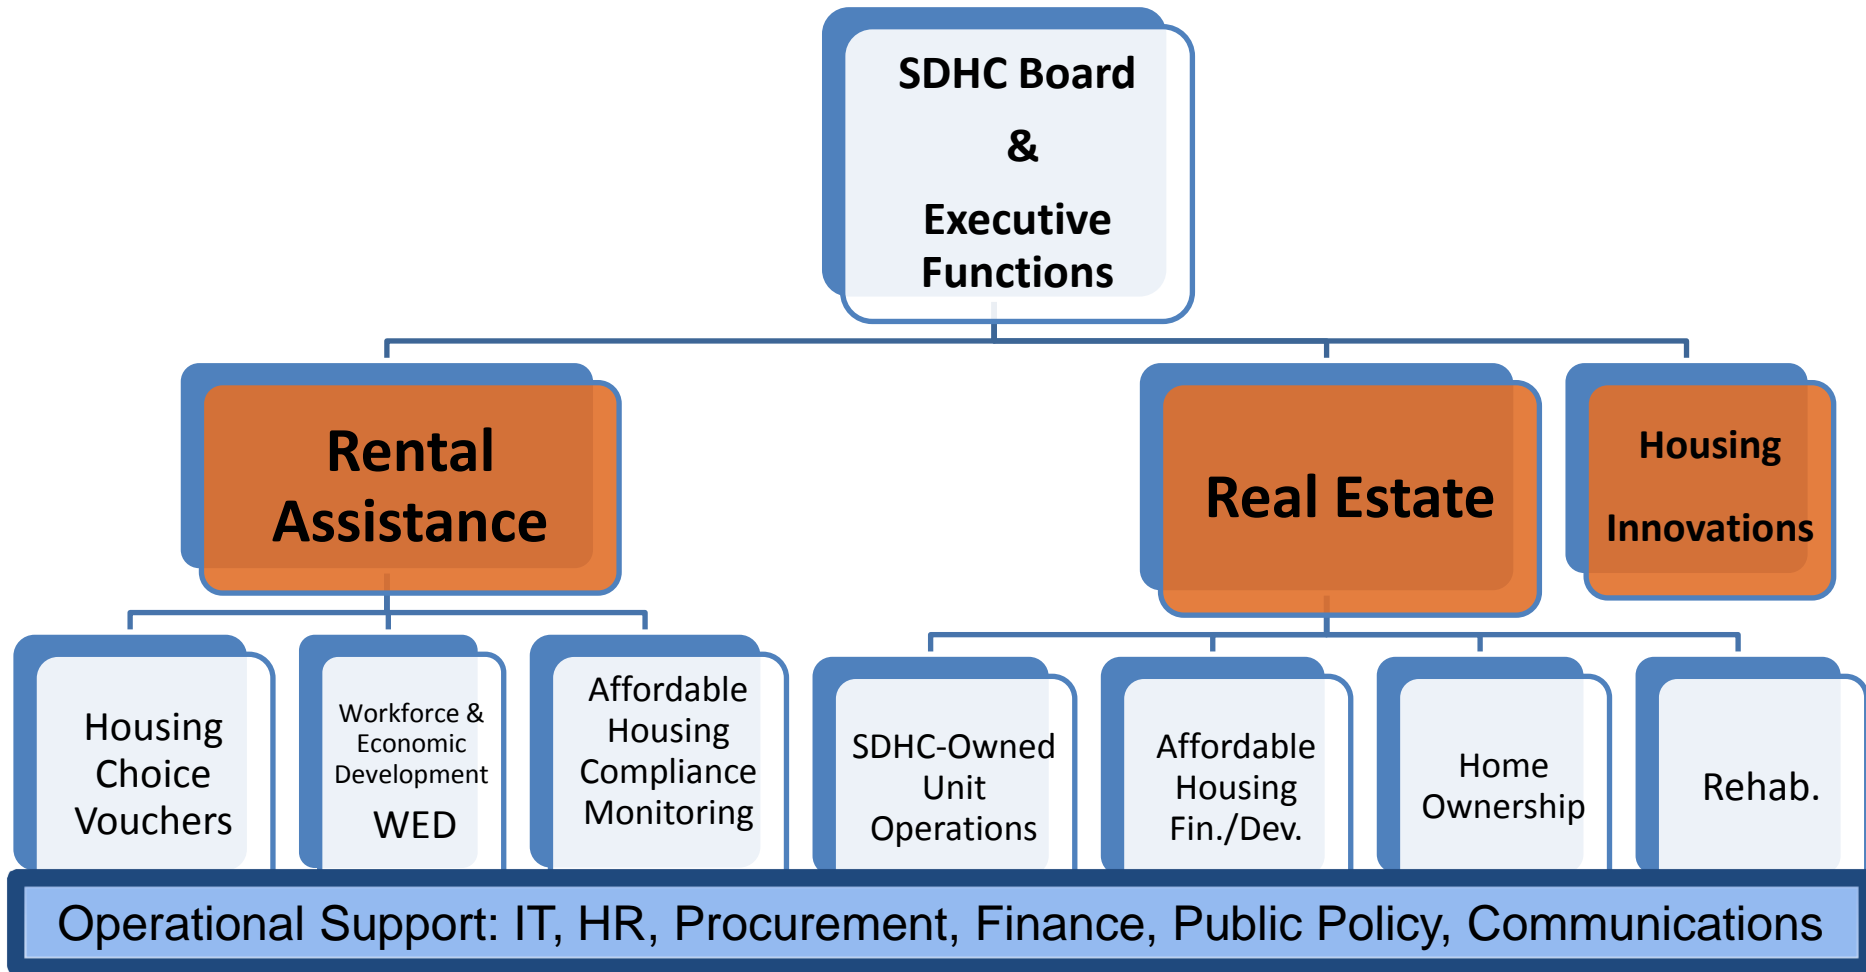 SDHC Board
&
Executive
Functions
Rental
Assistance
Real Estate
Housing
Innovations
Housing
Choice
Vouchers
Workforce &
Economic
Development
WED
Affordable
Housing
Compliance
Monitoring
SDHC-Owned
Unit
Operations
Affordable
Housing
Fin./Dev.
Home
Ownership
Rehab.
Operational Support: IT, HR, Procurement, Finance, Public Policy, Communications